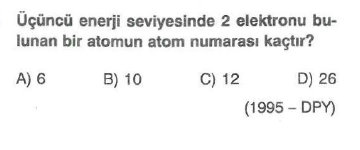 Üçüncü enerji seviyesinde 2 elektronu bu-
lunan bir atomun atom numarası kaçtır?
A) 6 B) 10 C) 12 D) 26
(1995 – DPY)